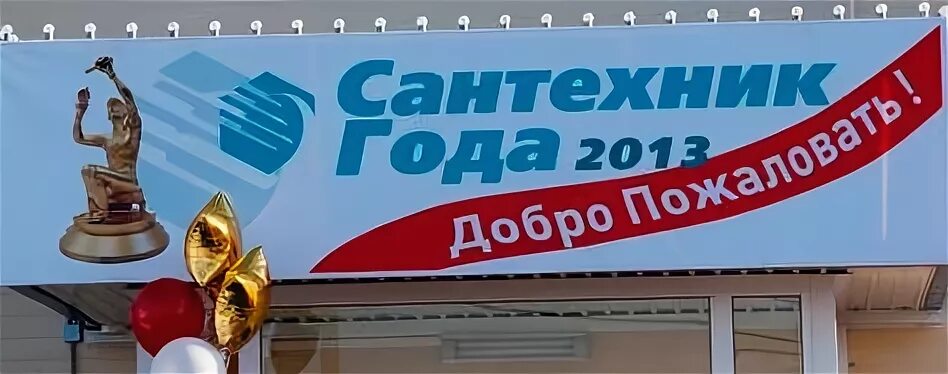 Сантехник
Года 2013
Добро Пожаловать!